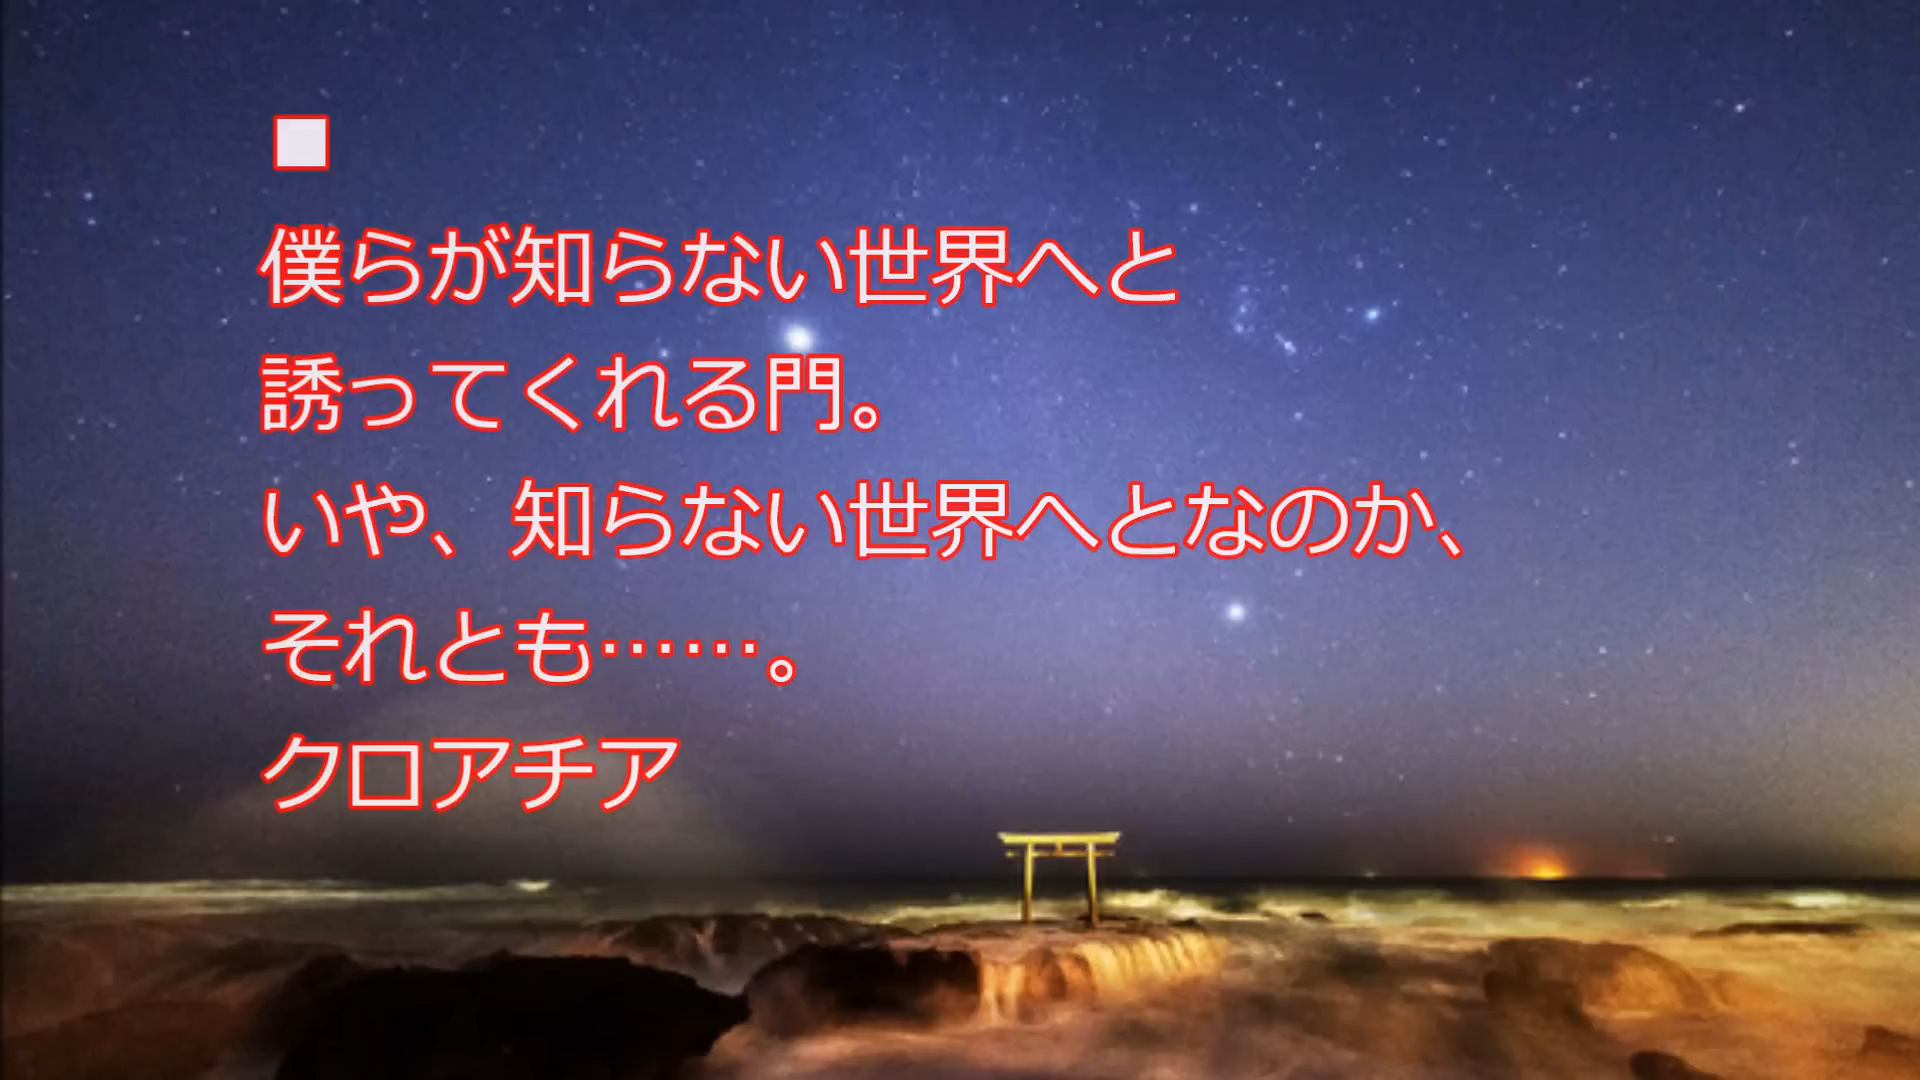 ■
僕らが知らない世界へと
誘ってくれる門。
いや、知らない世界へとなのか、
それとも……。
クロアチア